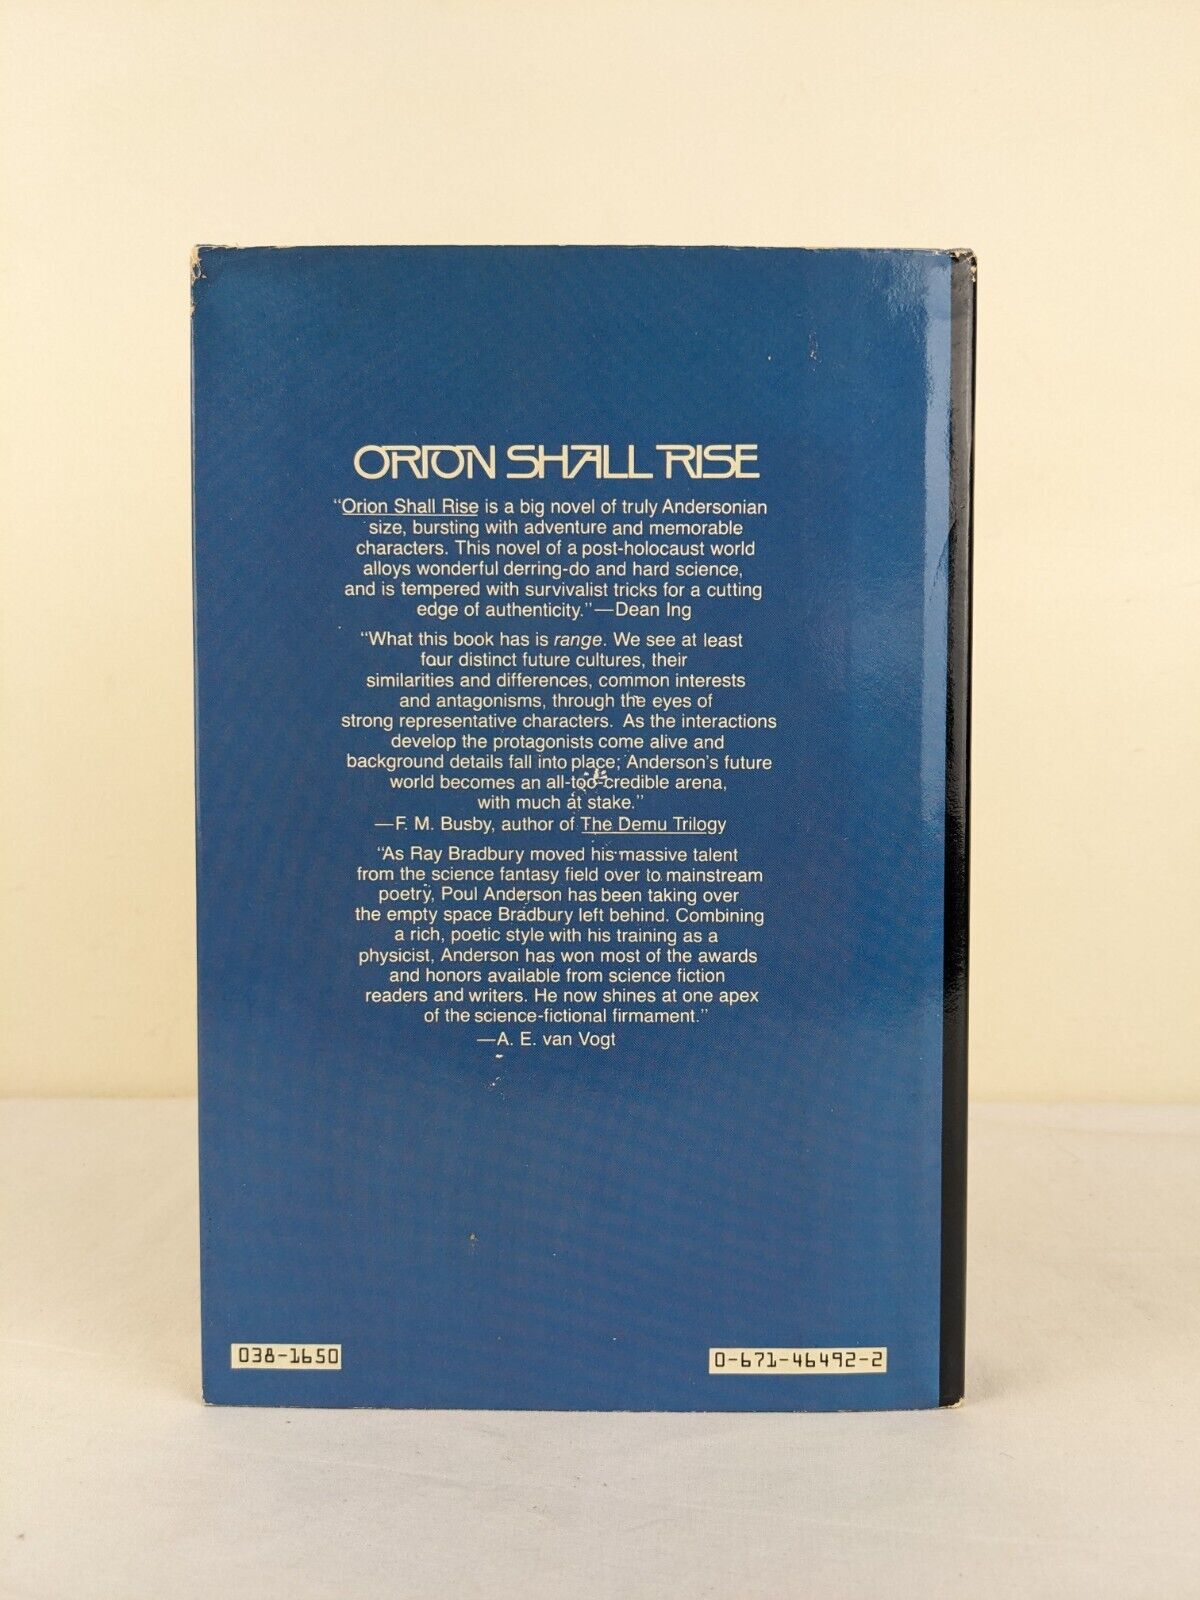 ORION SHALL RISE
"Orion Shall Rise is a big novel of truly Andersonian
size, bursting with adventure and memorable
characters. This novel of a post-holocaust world
alloys wonderful derring-do and hard science,
and is tempered with survivalist tricks for a cutting
edge of authenticity."—Dean Ing
"What this book has is range. We see at least
four distinct future cultures, their
similarities and differences, common interests
and antagonisms, through the eyes of
strong representative characters. As the interactions
develop the protagonists come alive and
background details fall into place; Anderson's future
world becomes an all-too-credible arena,
with much at stake."
—F. M. Busby, author of The Demu Trilogy
"As Ray Bradbury moved his massive talent
from the science fantasy field over to mainstream
poetry, Poul Anderson has been taking over
the empty space Bradbury left behind. Combining
a rich, poetic style with his training as a
physicist, Anderson has won most of the awards
and honors available from science fiction
readers and writers. He now shines at one apex
of the science-fictional firmament."
—A. E. van Vogt
038-1650
0-671-46492-2